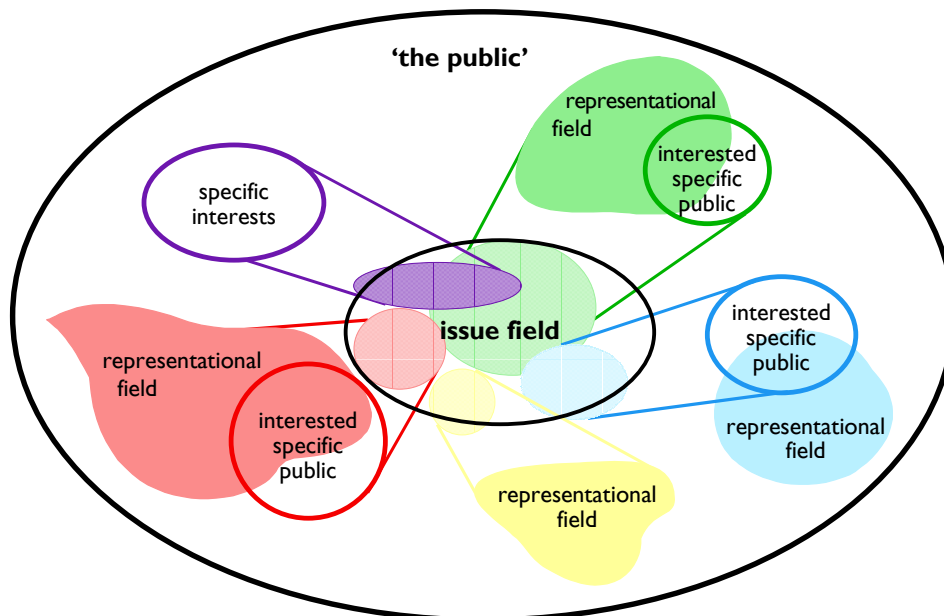 ‘the public’
representational
field
interested
specific
public
specific
interests
interested
specific
public
issue field
representational
field
interested
specific
public
representational
field
representational
field